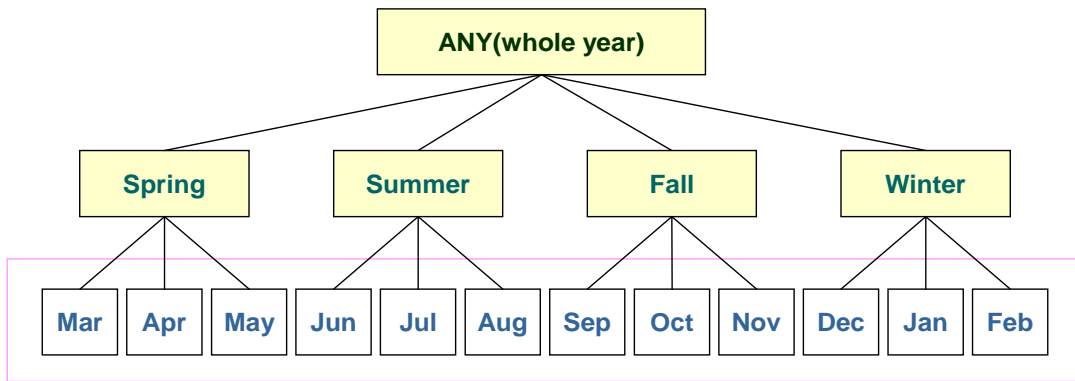 ANY(whole year)
Spring Summer Fall Winter
Mar Apr May Jun Jul Aug Sep Oct Nov Dec Jan Feb